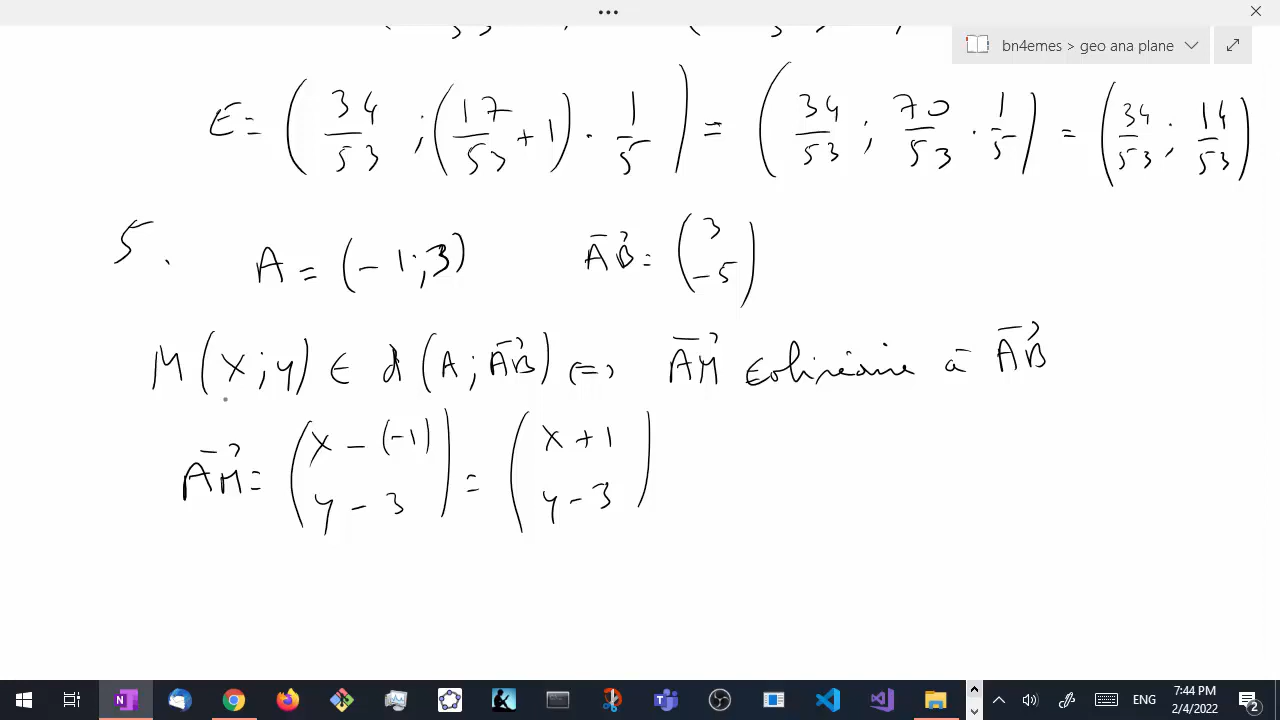 bn4emes > geo ana plane
E = (34/53 ; (17/53 + 1) · 1/5) = (34/53 ; 70/53 · 1/5) = (34/53 ; 14/53)
5. A = (-1;3) AB⃗ = (3 -5)
M(x;y) ∈ d(A; AB⃗) <=> AM⃗ colinéaire à AB⃗
AM⃗ = (x - (-1) y - 3) = (x + 1 y - 3)
ENG
7:44 PM
2/4/2022
2